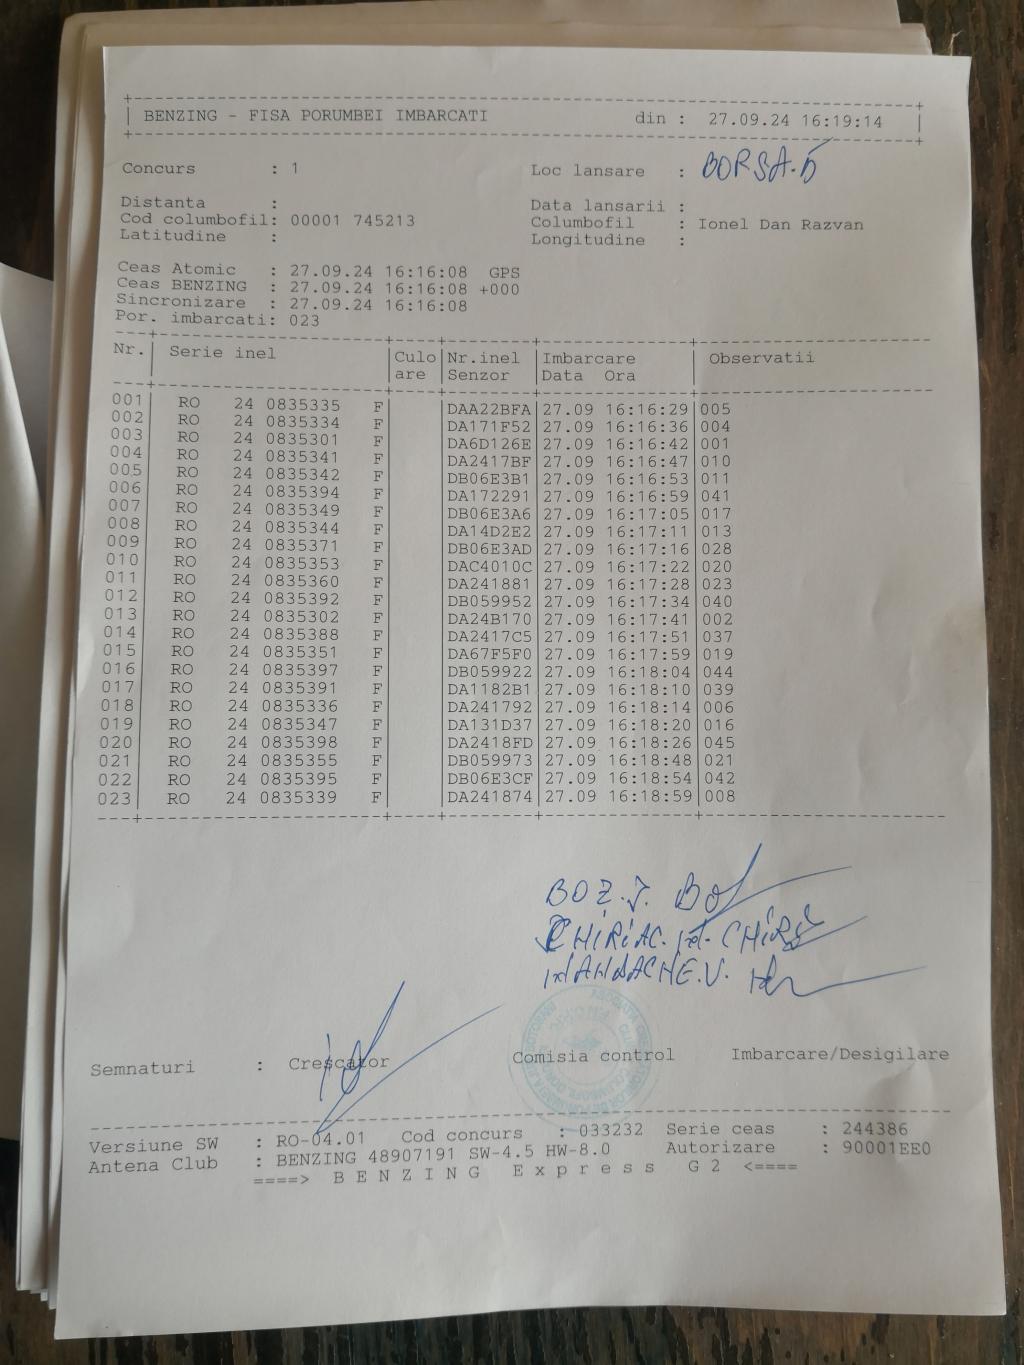 BENZING - FISA PORUMBEI IMBARCATI din : 27.09.24 16:19:14
Concurs : 1 Loc lansare : BORSA.5
Distanta : Data lansarii :
Cod columbofil: 00001 745213 Columbofil : Ionel Dan Razvan
Latitudine : Longitudine :
Ceas Atomic : 27.09.24 16:16:08 GPS
Ceas BENZING : 27.09.24 16:16:08 +000
Sincronizare : 27.09.24 16:16:08
Por. imbarcati: 023
Nr. Serie inel Culo Nr.inel Imbarcare Observatii
are Senzor Data Ora
001 RO 24 0835335 F DAA22BFA 27.09 16:16:29 005
002 RO 24 0835334 F DA171F52 27.09 16:16:36 004
003 RO 24 0835301 F DA6D126E 27.09 16:16:42 001
004 RO 24 0835341 F DA2417BF 27.09 16:16:47 010
005 RO 24 0835342 F DB06E3B1 27.09 16:16:53 011
006 RO 24 0835394 F DA172291 27.09 16:16:59 041
007 RO 24 0835349 F DB06E3A6 27.09 16:17:05 017
008 RO 24 0835344 F DA14D2E2 27.09 16:17:11 013
009 RO 24 0835371 F DB06E3AD 27.09 16:17:16 028
010 RO 24 0835353 F DAC4010C 27.09 16:17:22 020
011 RO 24 0835360 F DA241881 27.09 16:17:28 023
012 RO 24 0835392 F DB059952 27.09 16:17:34 040
013 RO 24 0835302 F DA24B170 27.09 16:17:41 002
014 RO 24 0835388 F DA2417C5 27.09 16:17:51 037
015 RO 24 0835351 F DA67F5F0 27.09 16:17:59 019
016 RO 24 0835397 F DB059922 27.09 16:18:04 044
017 RO 24 0835391 F DA1182B1 27.09 16:18:10 039
018 RO 24 0835336 F DA241792 27.09 16:18:14 006
019 RO 24 0835347 F DA131D37 27.09 16:18:20 016
020 RO 24 0835398 F DA2418FD 27.09 16:18:26 045
021 RO 24 0835355 F DB059973 27.09 16:18:48 021
022 RO 24 0835395 F DB06E3CF 27.09 16:18:54 042
023 RO 24 0835339 F DA241874 27.09 16:18:59 008
BOZ.J.
CHIRIAC.
Semnaturi : Crescator Comisia control Imbarcare/Desigilare
Versiune SW : RO-04.01 Cod concurs : 033232 Serie ceas : 244386
Antena Club : BENZING 48907191 SW-4.5 HW-8.0 Autorizare : 90001EE0
====> B E N Z I N G E x p r e s s G 2 <====